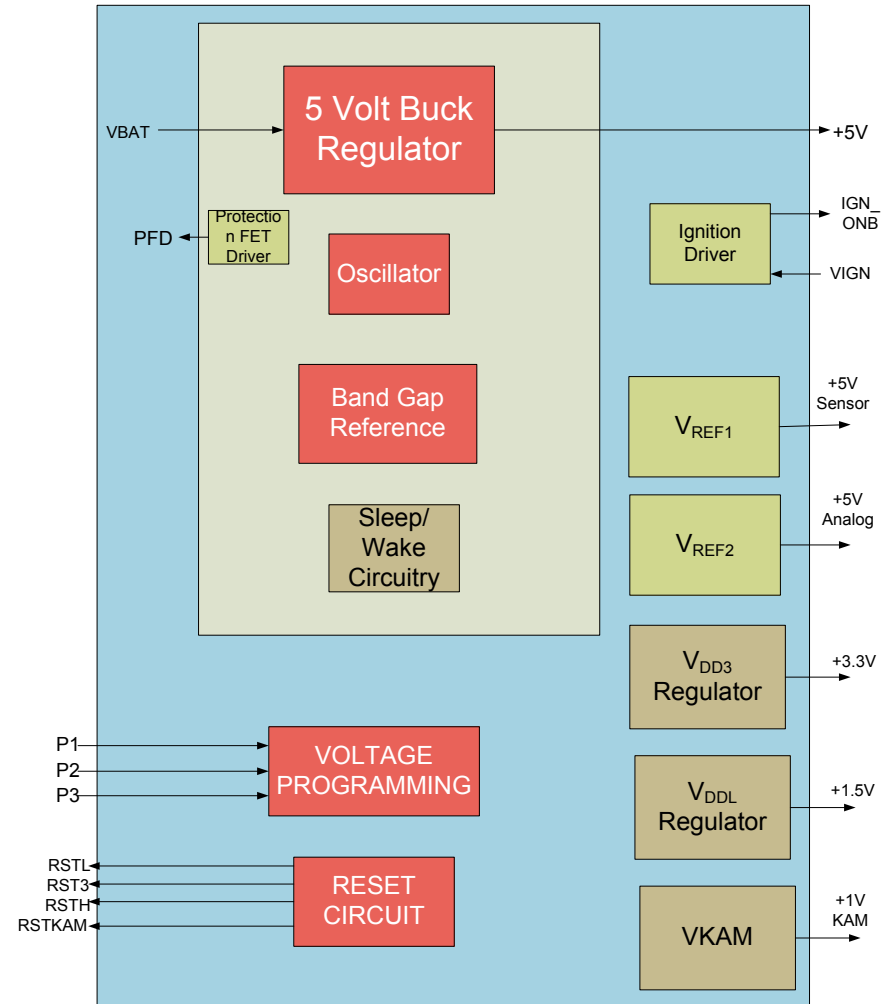 5 Volt Buck
Regulator
VBAT
+5V
Protectio
n FET
Driver
PFD
Oscillator
IGN_
ONB
Ignition
Driver
VIGN
Band Gap
Reference
+5V
Sensor
VREF1
Sleep/
Wake
Circuitry
+5V
Analog
VREF2
VDD3
Regulator
+3.3V
P1
P2
P3
VOLTAGE
PROGRAMMING
VDDL
Regulator
+1.5V
RSTL
RST3
RSTH
RSTKAM
RESET
CIRCUIT
VKAM
+1V
KAM